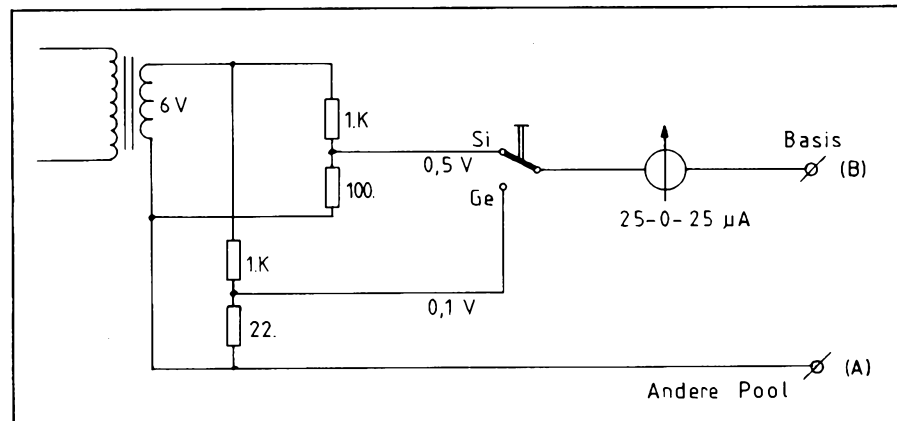 6 V
1.K
100.
Si
0,5 V
Ge
25-0-25 µA
Basis
(B)
1.K
0,1 V
22.
(A)
Andere Pool